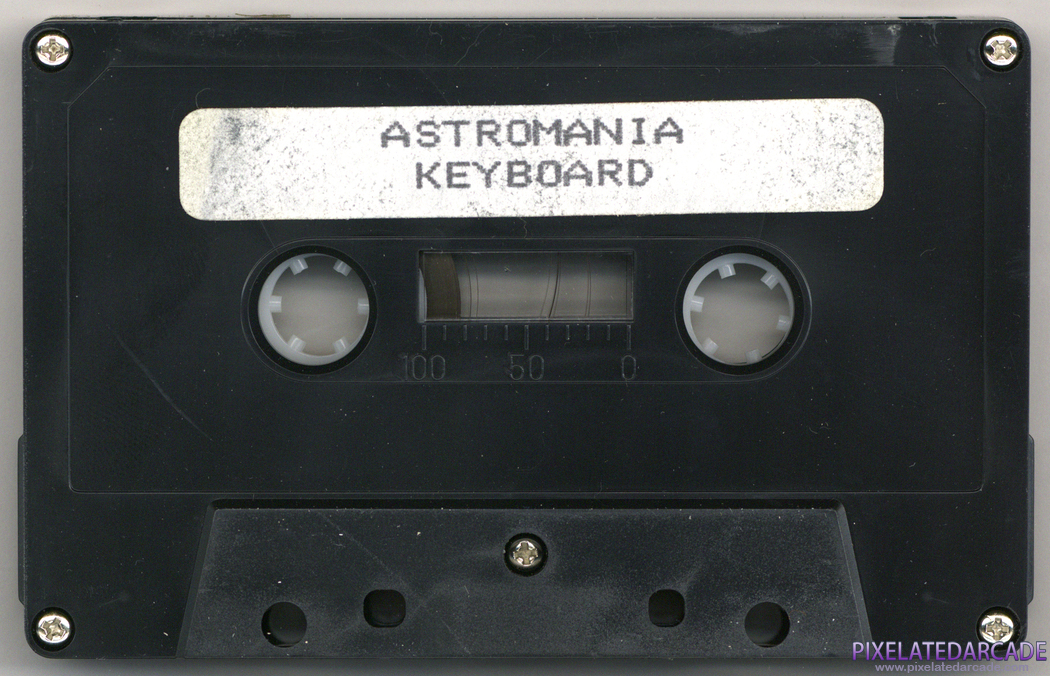 ASTROMANIA
KEYBOARD
100 50 0
PIXELATEDARCADE
www.pixelatedarcade.com